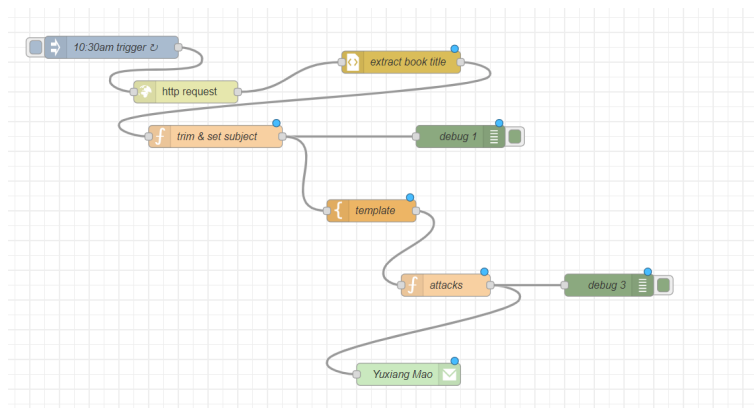 10:30am trigger ↻
extract book title
http request
trim & set subject
debug 1
template
attacks
debug 3
Yuxiang Mao